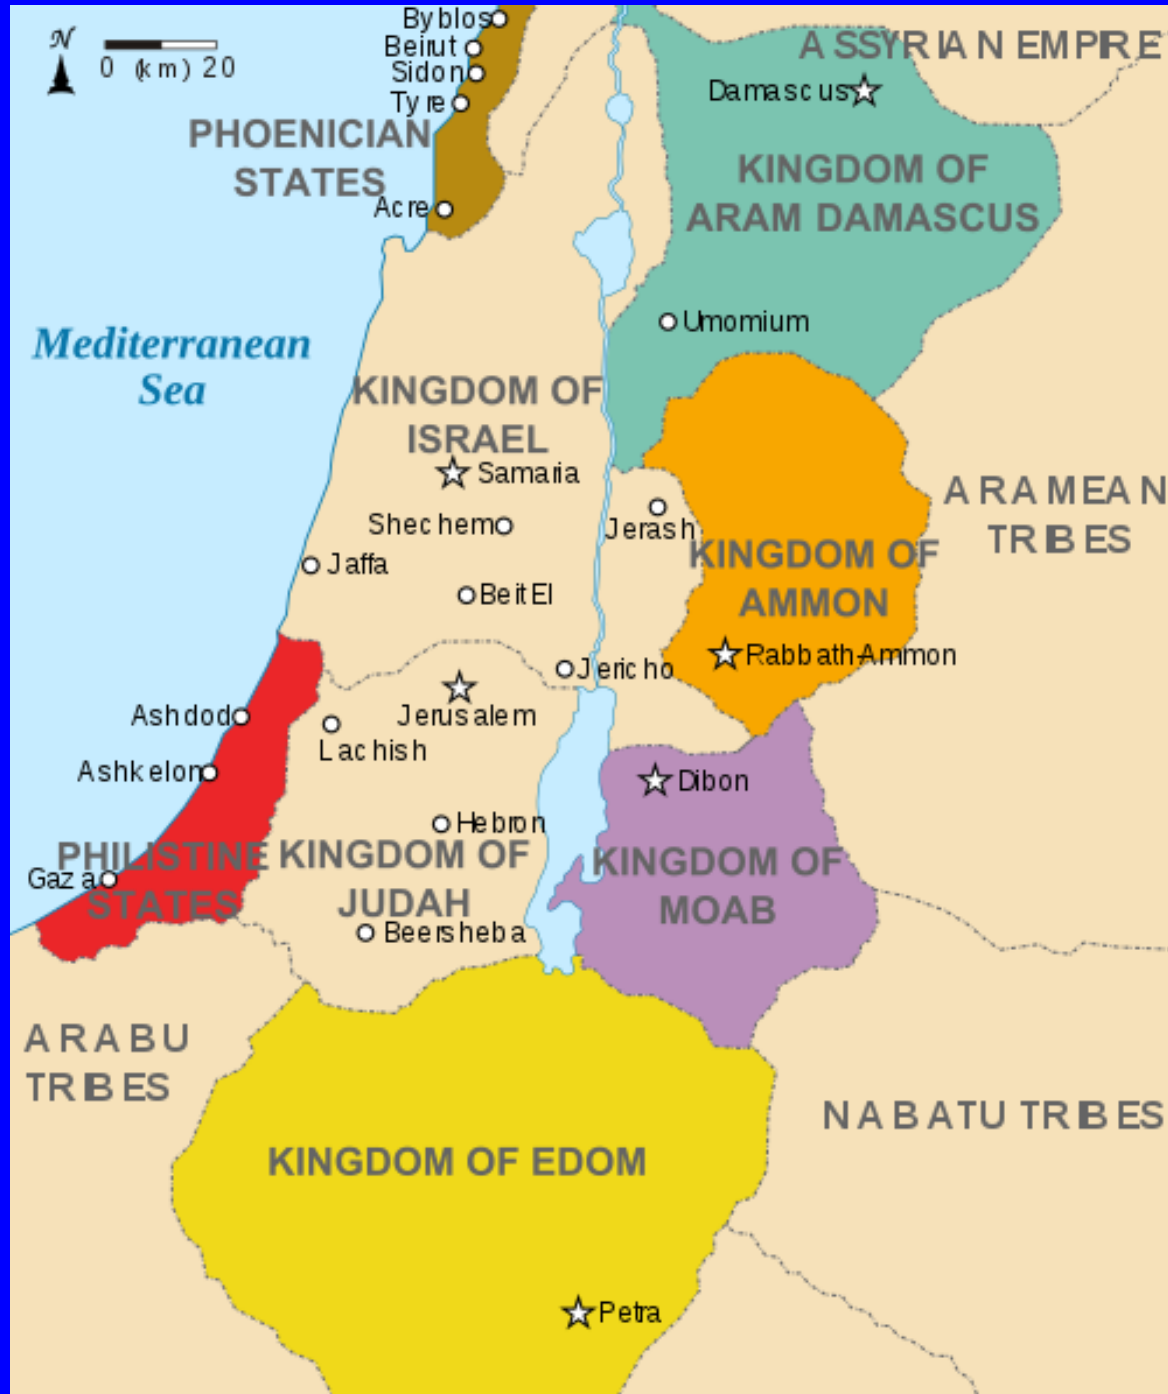 N
0 (km) 20
Byblos
Beirut
Sidon
Tyre
ASSYRIAN EMPIRE
Damascus
PHOENICIAN
STATES
KINGDOM OF
ARAM DAMASCUS
Acre
Umomium
Mediterranean
Sea
KINGDOM OF
ISRAEL
Samaria
Shechem
Jerash
Jaffa
Beit El
ARAMEAN
TRIBES
KINGDOM OF
AMMON
Rabbath-Ammon
Jericho
Jerusalem
Ashdod
Lachish
Ashkelon
Dibon
Hebron
PHILISTINE
STATES
Gaza
KINGDOM OF
JUDAH
KINGDOM OF
MOAB
Beersheba
ARABU
TRIBES
NABATU TRIBES
KINGDOM OF EDOM
Petra